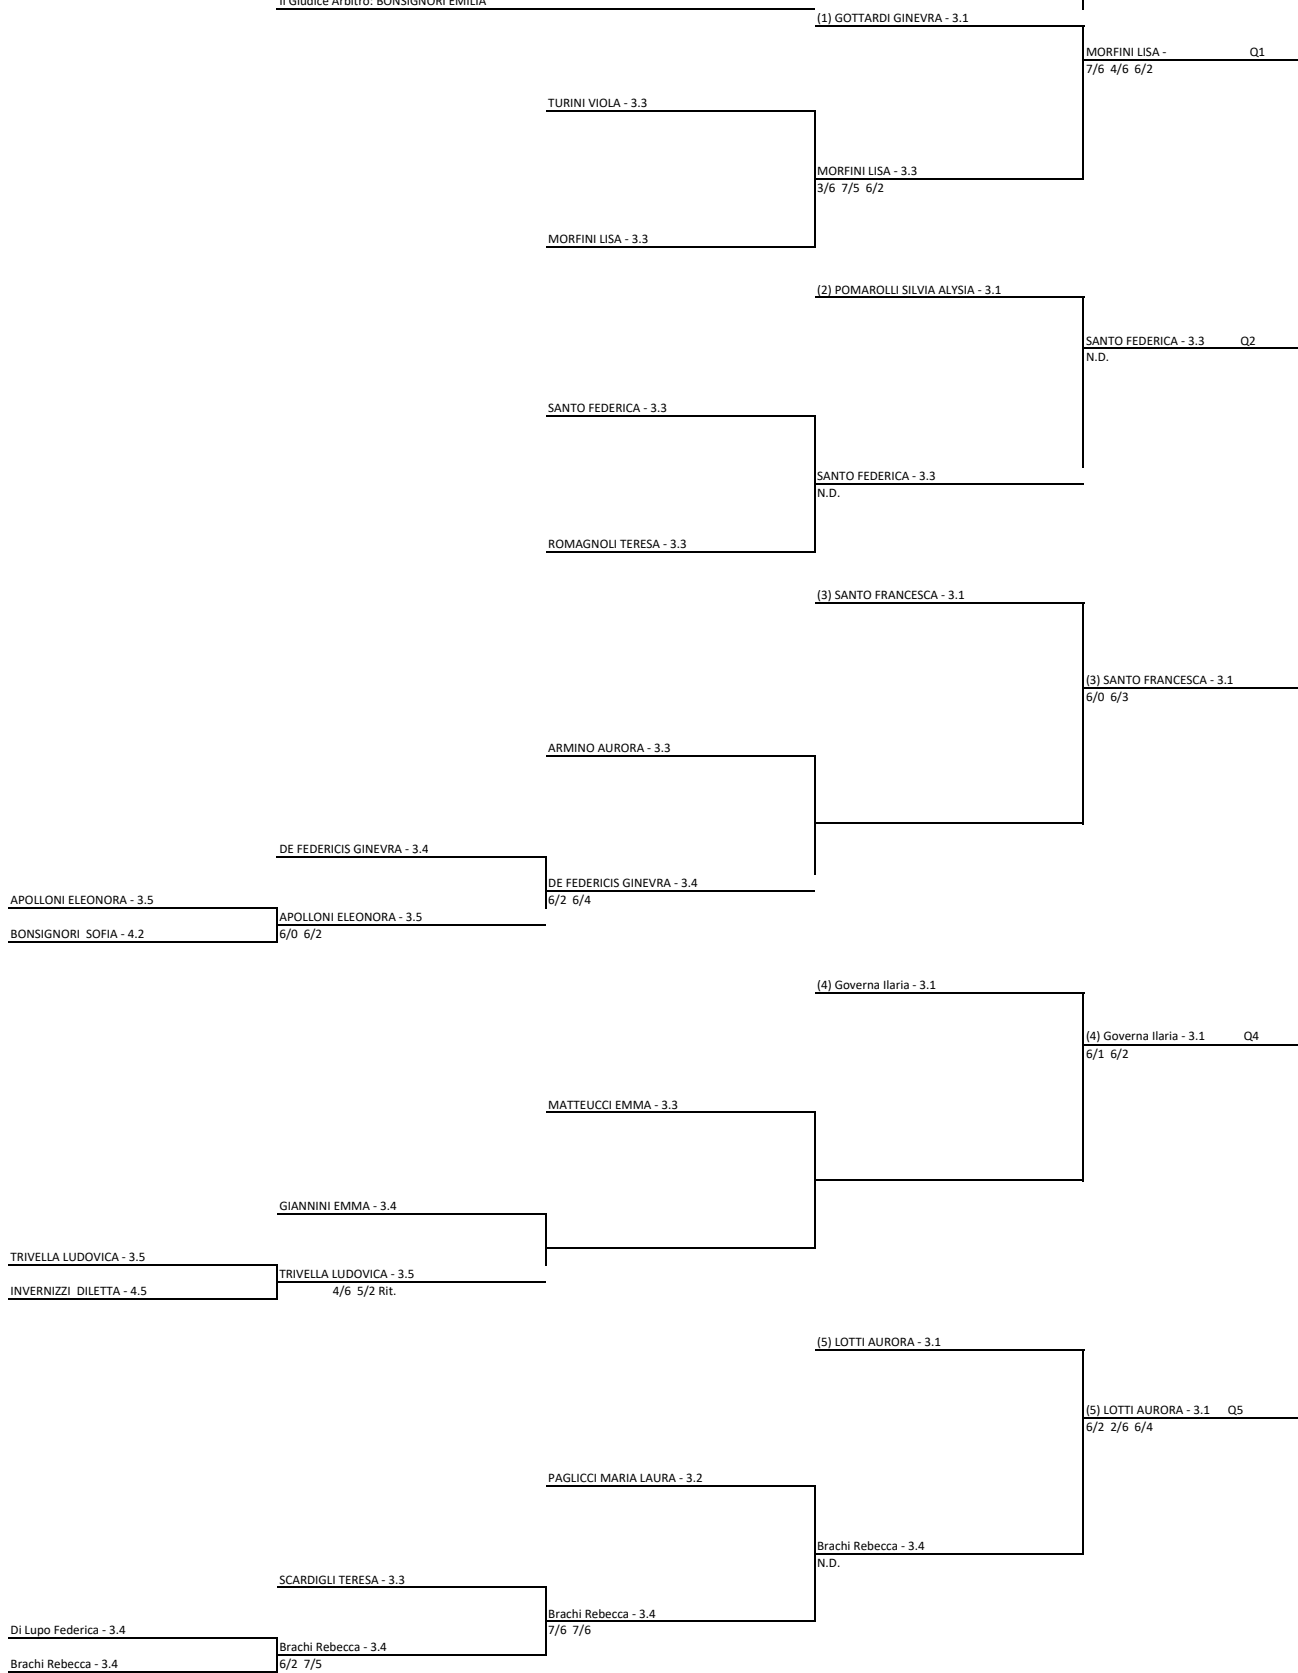 Il Giudice Arbitro: BONSIGNORI EMILIA
(1) GOTTARDI GINEVRA - 3.1
MORFINI LISA - Q1
7/6 4/6 6/2
TURINI VIOLA - 3.3
MORFINI LISA - 3.3
3/6 7/5 6/2
MORFINI LISA - 3.3
(2) POMAROLLI SILVIA ALYSIA - 3.1
SANTO FEDERICA - 3.3 Q2
N.D.
SANTO FEDERICA - 3.3
SANTO FEDERICA - 3.3
N.D.
ROMAGNOLI TERESA - 3.3
(3) SANTO FRANCESCA - 3.1
(3) SANTO FRANCESCA - 3.1
6/0 6/3
ARMINO AURORA - 3.3
DE FEDERICIS GINEVRA - 3.4
DE FEDERICIS GINEVRA - 3.4
6/2 6/4
APOLLONI ELEONORA - 3.5
APOLLONI ELEONORA - 3.5
BONSIGNORI SOFIA - 4.2
6/0 6/2
(4) Governa Ilaria - 3.1
(4) Governa Ilaria - 3.1 Q4
6/1 6/2
MATTEUCCI EMMA - 3.3
GIANNINI EMMA - 3.4
TRIVELLA LUDOVICA - 3.5
TRIVELLA LUDOVICA - 3.5
INVERNIZZI DILETTA - 4.5
4/6 5/2 Rit.
(5) LOTTI AURORA - 3.1
(5) LOTTI AURORA - 3.1 Q5
6/2 2/6 6/4
PAGLICCI MARIA LAURA - 3.2
Brachi Rebecca - 3.4
N.D.
SCARDIGLI TERESA - 3.3
Brachi Rebecca - 3.4
7/6 7/6
Di Lupo Federica - 3.4
Brachi Rebecca - 3.4
Brachi Rebecca - 3.4
6/2 7/5